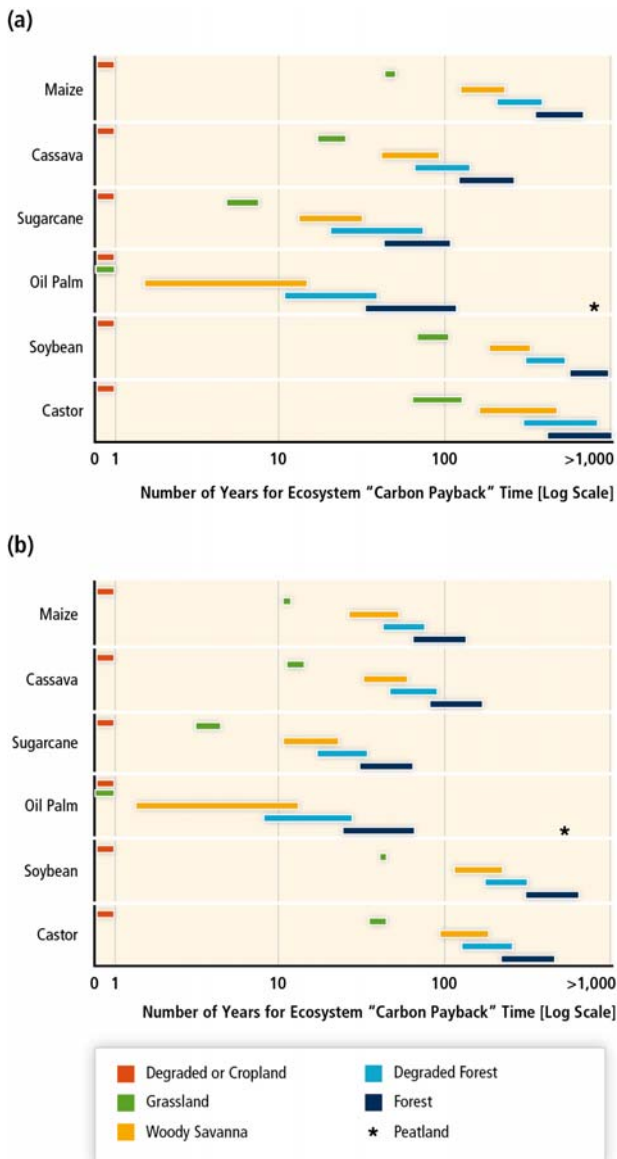 (a)
Maize
Cassava
Sugarcane
Oil Palm
*
Soybean
Castor
0 1 10 100 >1,000
Number of Years for Ecosystem “Carbon Payback” Time [Log Scale]
(b)
Maize
Cassava
Sugarcane
Oil Palm
*
Soybean
Castor
0 1 10 100 >1,000
Number of Years for Ecosystem “Carbon Payback” Time [Log Scale]
Degraded or Cropland Degraded Forest
Grassland Forest
Woody Savanna * Peatland